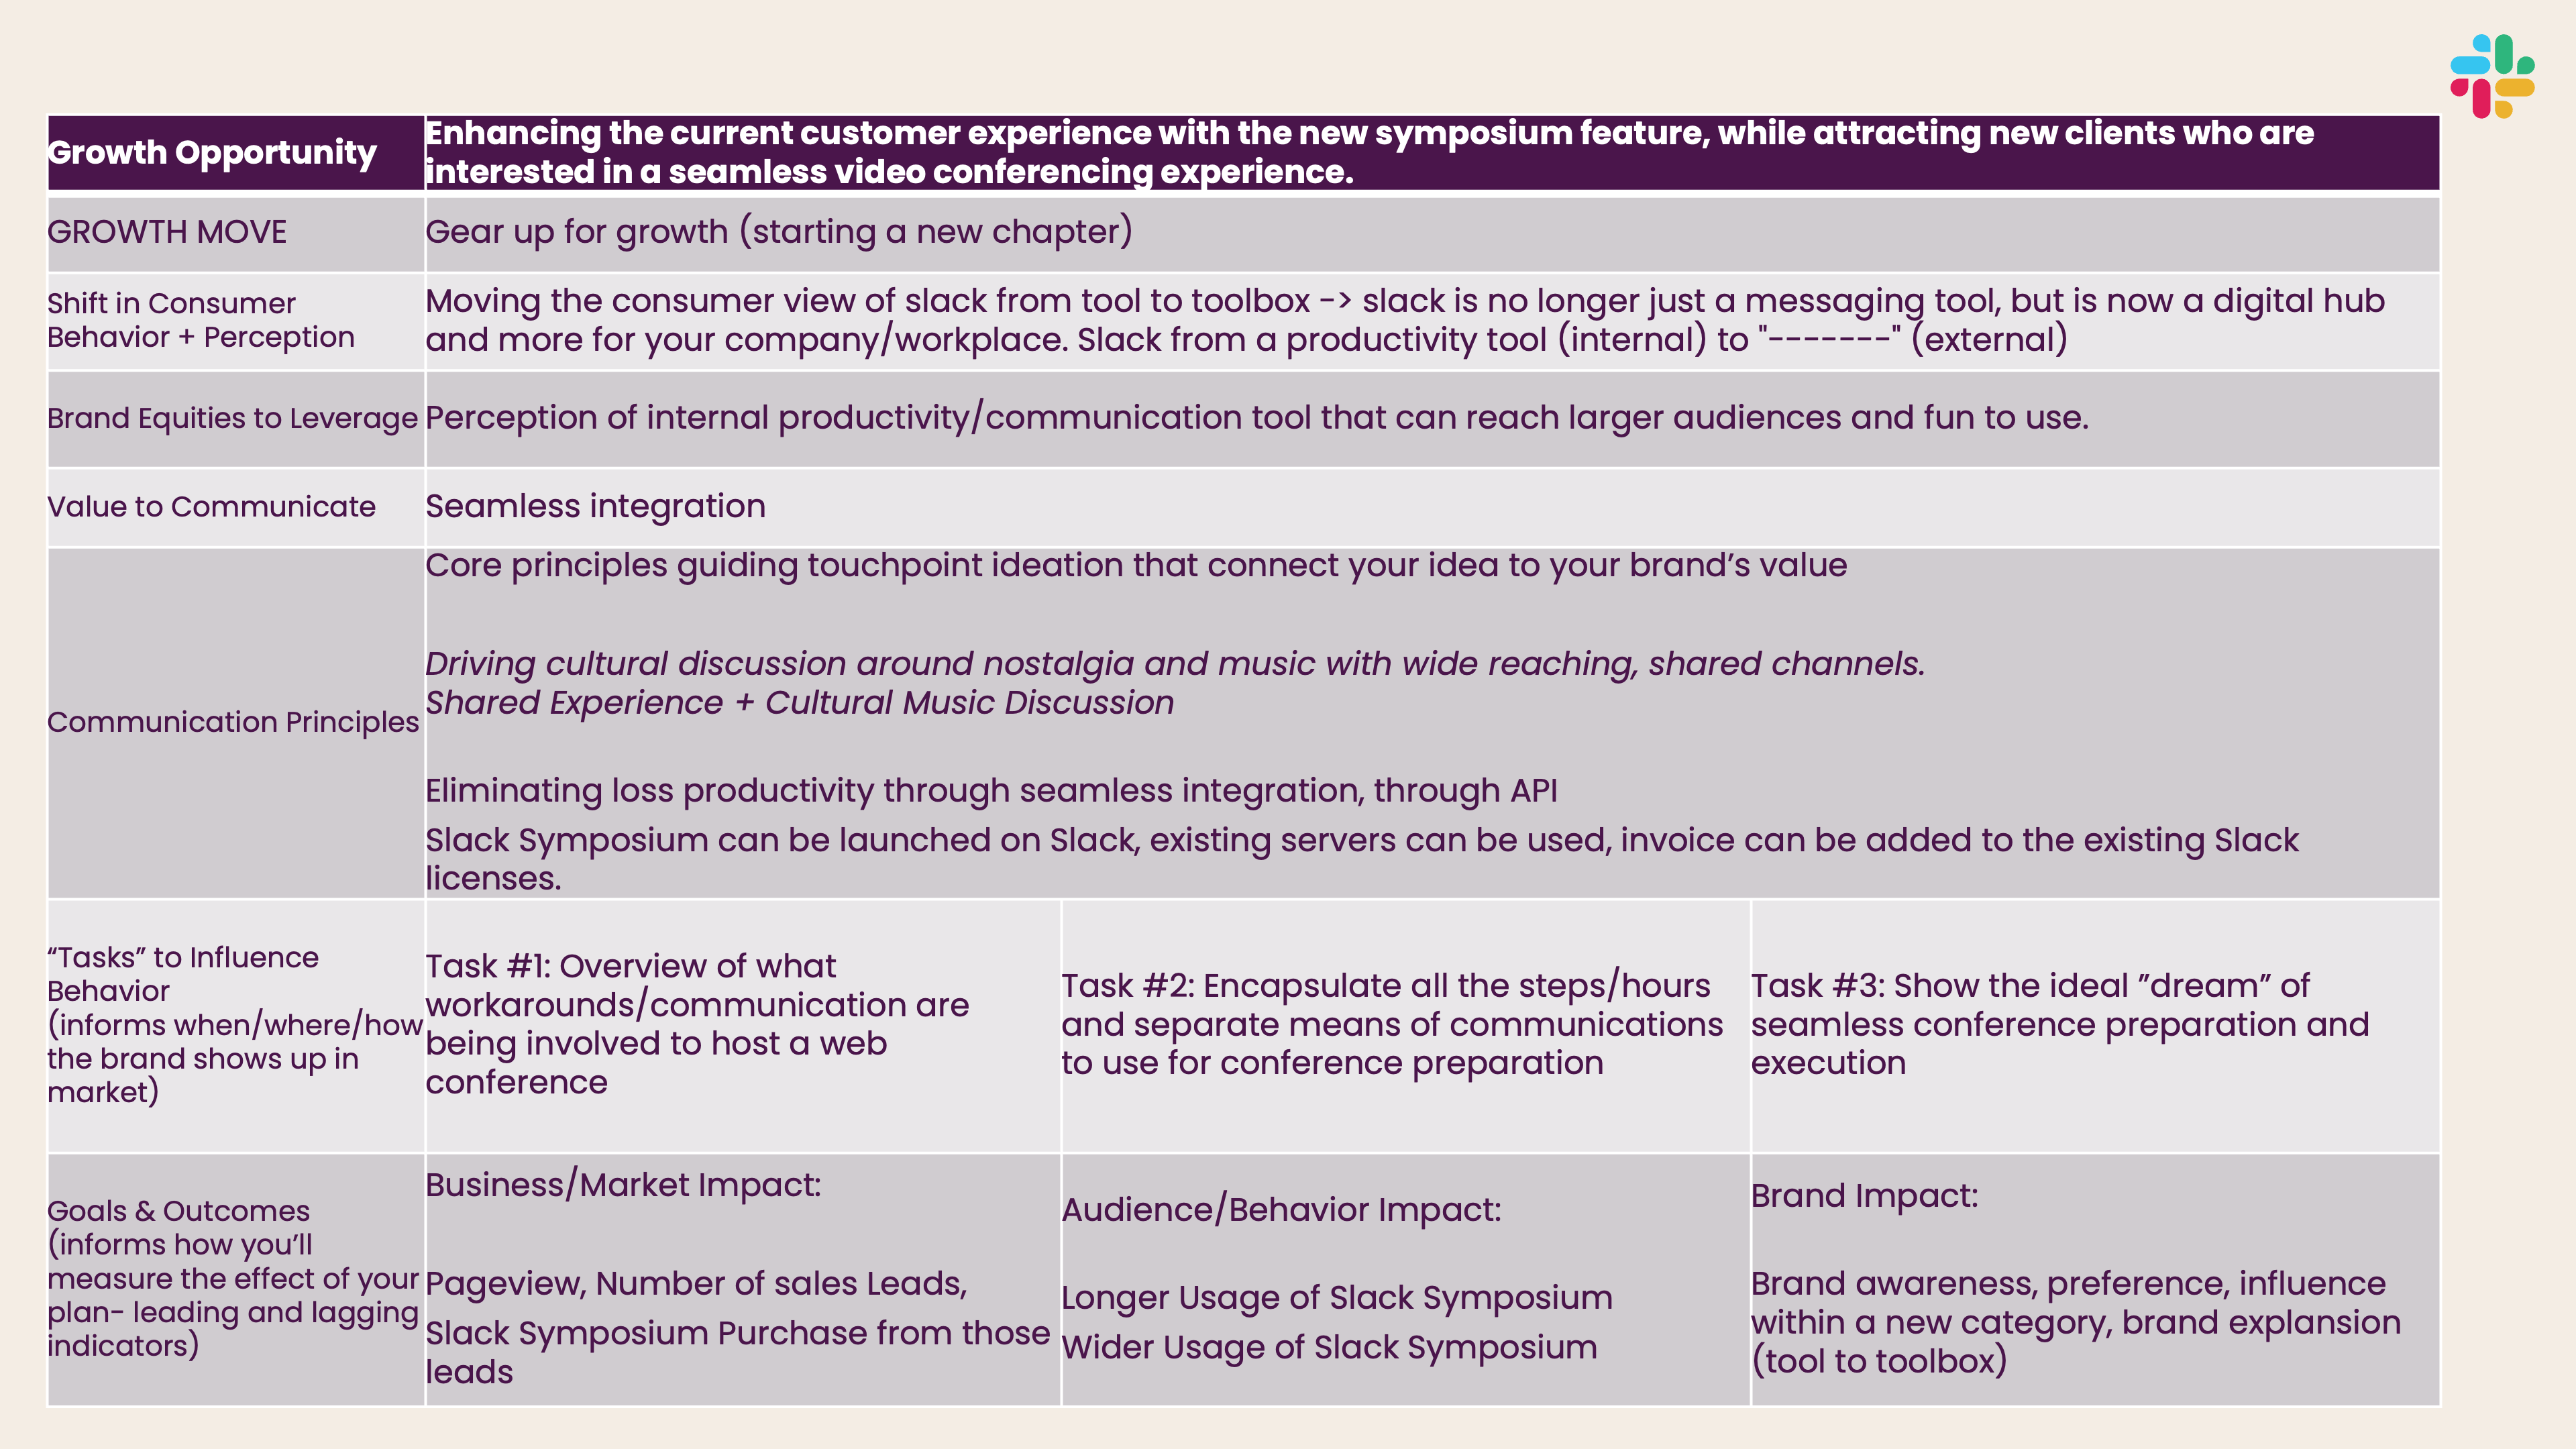 Growth Opportunity
Enhancing the current customer experience with the new symposium feature, while attracting new clients who are
interested in a seamless video conferencing experience.
GROWTH MOVE
Gear up for growth (starting a new chapter)
Shift in Consumer
Behavior + Perception
Moving the consumer view of slack from tool to toolbox -> slack is no longer just a messaging tool, but is now a digital hub
and more for your company/workplace. Slack from a productivity tool (internal) to "-------" (external)
Brand Equities to Leverage
Perception of internal productivity/communication tool that can reach larger audiences and fun to use.
Value to Communicate
Seamless integration
Communication Principles
Core principles guiding touchpoint ideation that connect your idea to your brand’s value
Driving cultural discussion around nostalgia and music with wide reaching, shared channels.
Shared Experience + Cultural Music Discussion
Eliminating loss productivity through seamless integration, through API
Slack Symposium can be launched on Slack, existing servers can be used, invoice can be added to the existing Slack
licenses.
“Tasks” to Influence
Behavior
(informs when/where/how
the brand shows up in
market)
Task #1: Overview of what
workarounds/communication are
being involved to host a web
conference
Task #2: Encapsulate all the steps/hours
and separate means of communications
to use for conference preparation
Task #3: Show the ideal ”dream” of
seamless conference preparation and
execution
Goals & Outcomes
(informs how you’ll
measure the effect of your
plan- leading and lagging
indicators)
Business/Market Impact:
Pageview, Number of sales Leads,
Slack Symposium Purchase from those
leads
Audience/Behavior Impact:
Longer Usage of Slack Symposium
Wider Usage of Slack Symposium
Brand Impact:
Brand awareness, preference, influence
within a new category, brand explansion
(tool to toolbox)